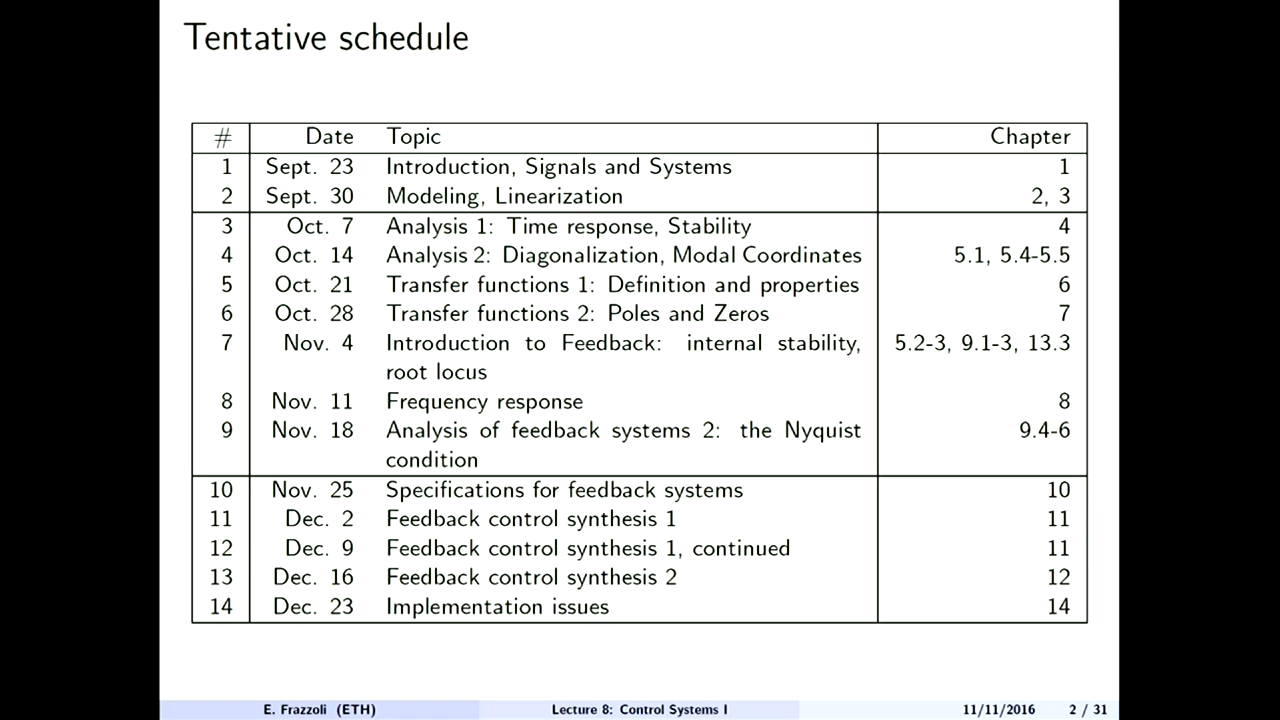 Tentative schedule
# Date Topic Chapter
1 Sept. 23 Introduction, Signals and Systems 1
2 Sept. 30 Modeling, Linearization 2, 3
3 Oct. 7 Analysis 1: Time response, Stability 4
4 Oct. 14 Analysis 2: Diagonalization, Modal Coordinates 5.1, 5.4-5.5
5 Oct. 21 Transfer functions 1: Definition and properties 6
6 Oct. 28 Transfer functions 2: Poles and Zeros 7
7 Nov. 4 Introduction to Feedback: internal stability, 5.2-3, 9.1-3, 13.3
root locus
8 Nov. 11 Frequency response 8
9 Nov. 18 Analysis of feedback systems 2: the Nyquist 9.4-6
condition
10 Nov. 25 Specifications for feedback systems 10
11 Dec. 2 Feedback control synthesis 1 11
12 Dec. 9 Feedback control synthesis 1, continued 11
13 Dec. 16 Feedback control synthesis 2 12
14 Dec. 23 Implementation issues 14
E. Frazzoli (ETH) Lecture 8: Control Systems I 11/11/2016 2 / 31